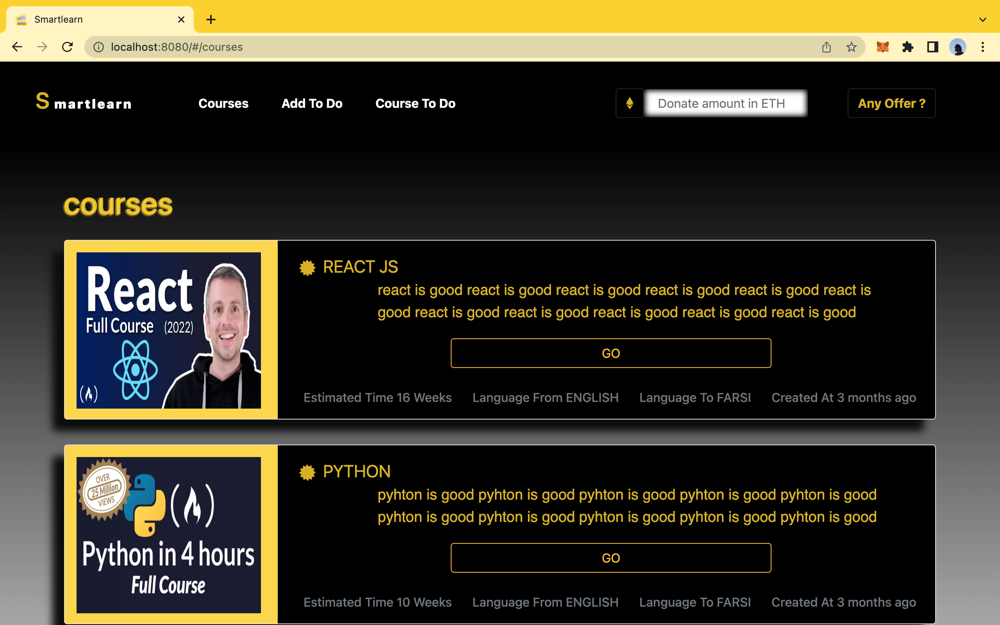 Smartlearn
localhost:8080/#/courses
Smartlearn Courses Add To Do Course To Do Donate amount in ETH Any Offer ?
courses
React
Full Course (2022)
REACT JS
react is good react is good react is good react is good react is good react is
good react is good react is good react is good react is good react is good
GO
Estimated Time 16 Weeks Language From ENGLISH Language To FARSI Created At 3 months ago
OVER
25 Million
VIEWS
Python in 4 hours
Full Course
PYTHON
pyhton is good pyhton is good pyhton is good pyhton is good pyhton is good
pyhton is good pyhton is good pyhton is good pyhton is good pyhton is good
GO
Estimated Time 10 Weeks Language From ENGLISH Language To FARSI Created At 3 months ago